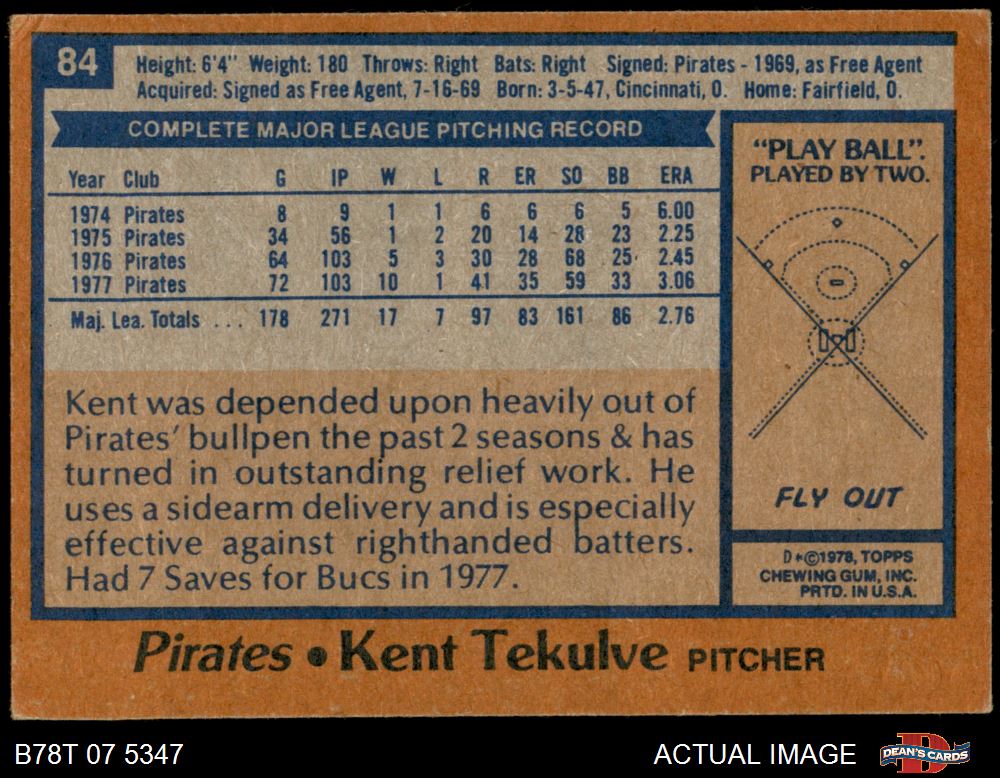 84
Height: 6'4" Weight: 180 Throws: Right Bats: Right Signed: Pirates - 1969, as Free Agent
Acquired: Signed as Free Agent, 7-16-69 Born: 3-5-47, Cincinnati, O. Home: Fairfield, O.
COMPLETE MAJOR LEAGUE PITCHING RECORD
Year Club G IP W L R ER SO BB ERA
1974 Pirates 8 9 1 1 6 6 6 5 6.00
1975 Pirates 34 56 1 2 20 14 28 23 2.25
1976 Pirates 64 103 5 3 30 28 68 25 2.45
1977 Pirates 72 103 10 1 41 35 59 33 3.06
Maj. Lea. Totals ... 178 271 17 7 97 83 161 86 2.76
Kent was depended upon heavily out of
Pirates' bullpen the past 2 seasons & has
turned in outstanding relief work. He
uses a sidearm delivery and is especially
effective against righthanded batters.
Had 7 Saves for Bucs in 1977.
"PLAY BALL".
PLAYED BY TWO.
FLY OUT
D*©1978, TOPPS
CHEWING GUM, INC.
PRTD. IN U.S.A.
Pirates • Kent Tekulve PITCHER
B78T 07 5347
ACTUAL IMAGE
DEAN'S CARDS